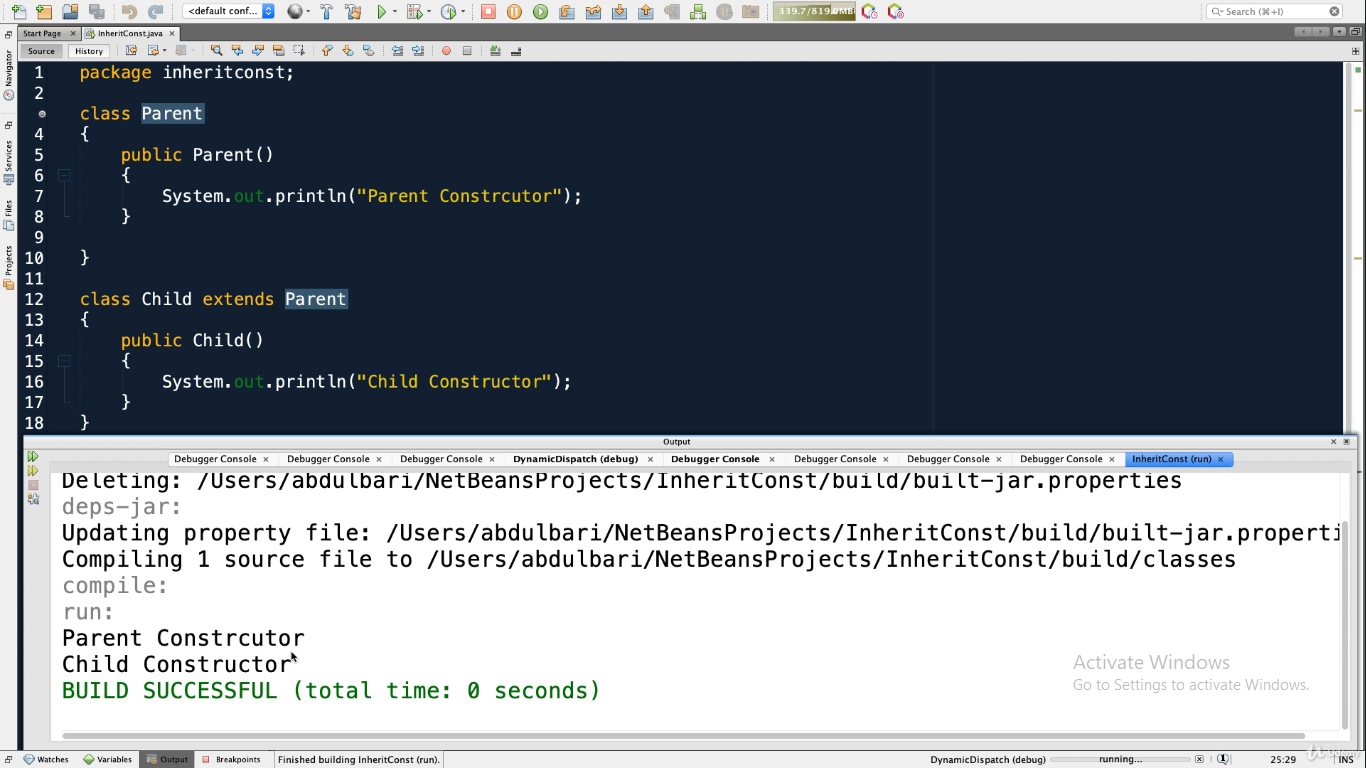 <default conf...
339.7/819.0MB
Search (⌘+I)
Start Page
InheritConst.java
Source
History
Navigator
Services
Files
Projects
1 package inheritconst;
2
class Parent
4 {
5 public Parent()
6 {
7 System.out.println("Parent Constrcutor");
8 }
9
10 }
11
12 class Child extends Parent
13 {
14 public Child()
15 {
16 System.out.println("Child Constructor");
17 }
18 }
Output
Debugger Console
Debugger Console
Debugger Console
DynamicDispatch (debug)
Debugger Console
Debugger Console
Debugger Console
Debugger Console
InheritConst (run)
Deleting: /Users/abdulbari/NetBeansProjects/InheritConst/build/built-jar.properties
deps-jar:
Updating property file: /Users/abdulbari/NetBeansProjects/InheritConst/build/built-jar.properti
Compiling 1 source file to /Users/abdulbari/NetBeansProjects/InheritConst/build/classes
compile:
run:
Parent Constrcutor
Child Constructor
BUILD SUCCESSFUL (total time: 0 seconds)
Activate Windows
Go to Settings to activate Windows.
Watches
Variables
Output
Breakpoints
Finished building InheritConst (run).
DynamicDispatch (debug)
running...
1
25:29
INS
Udemy